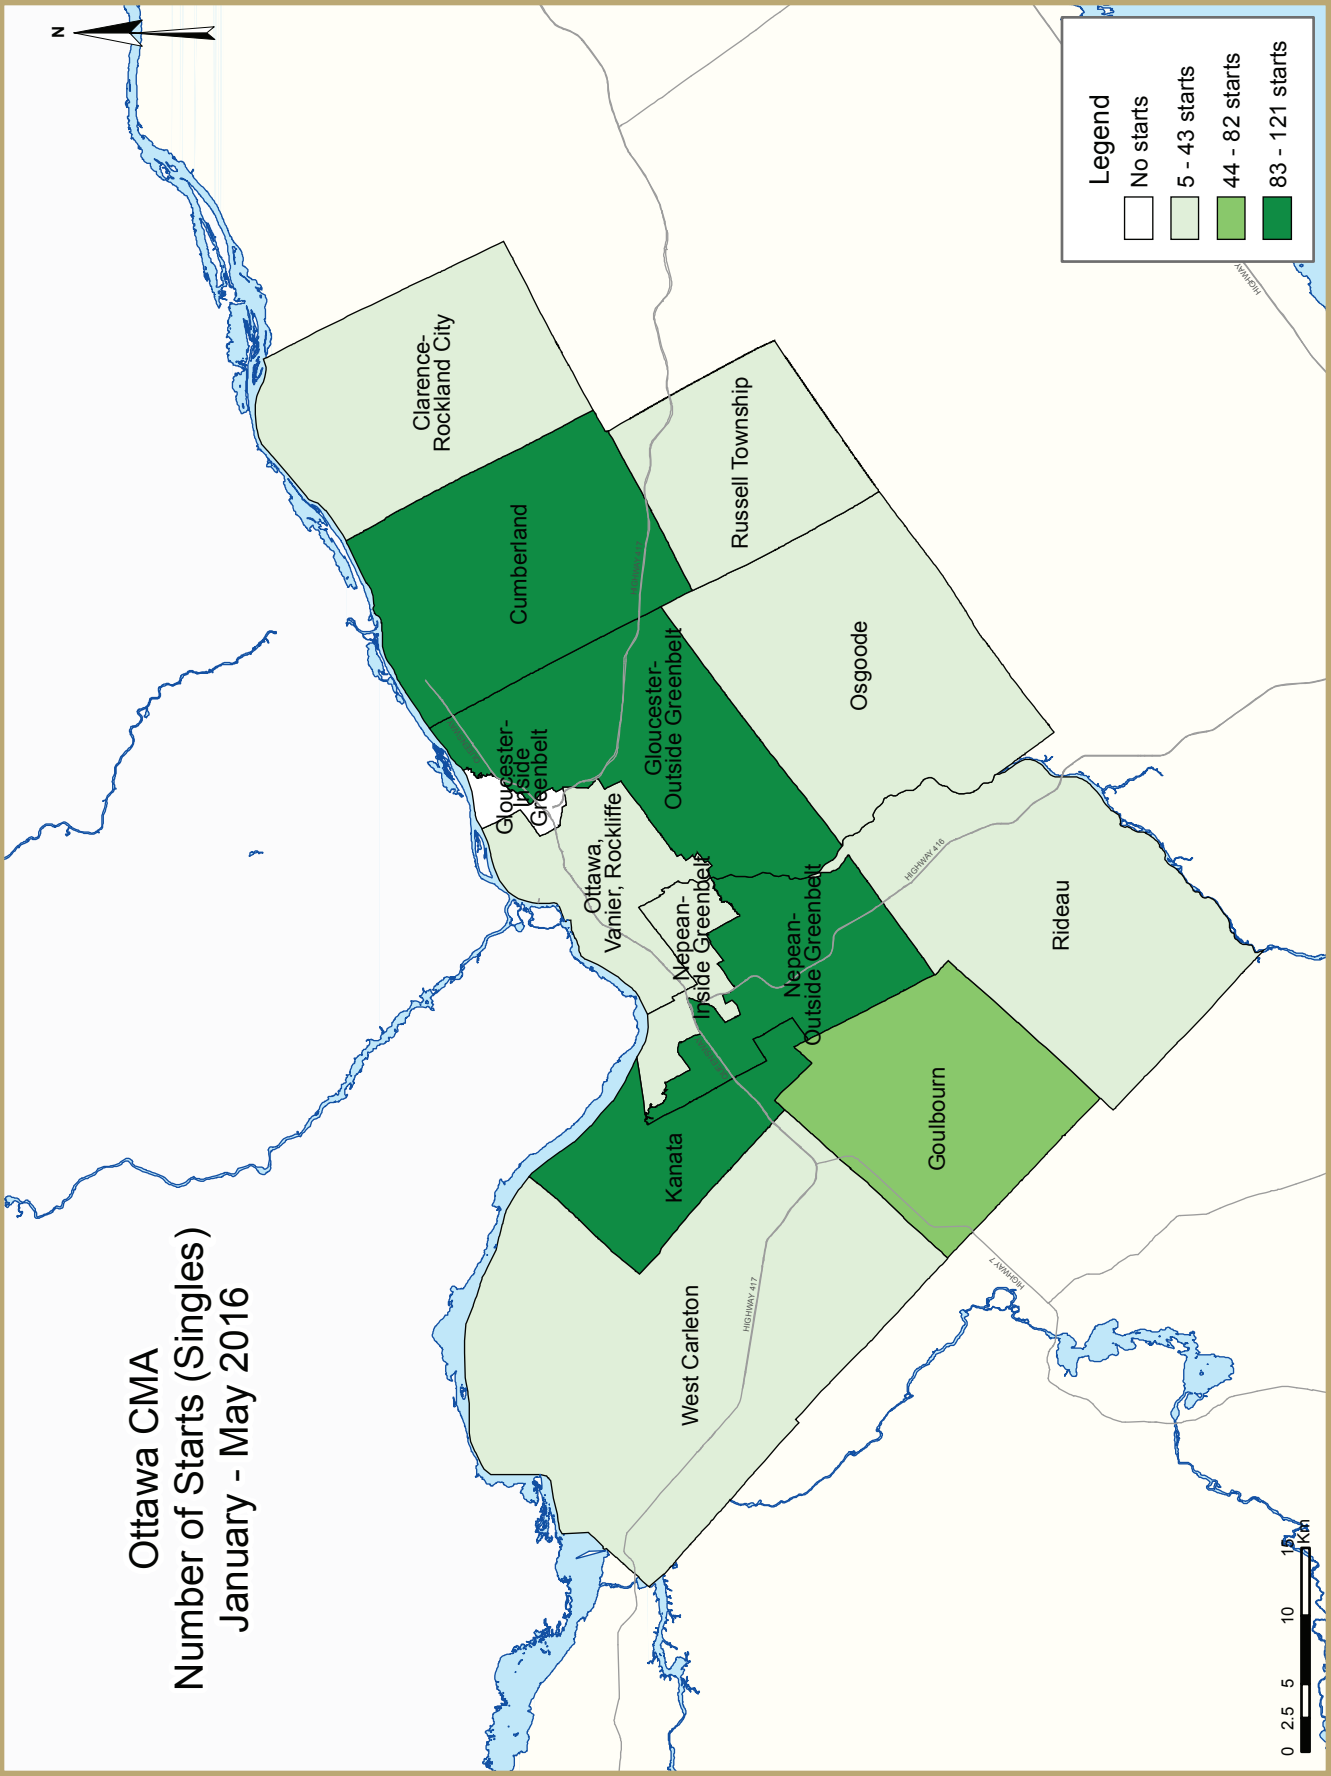 Ottawa CMA
Number of Starts (Singles)
January - May 2016
N
Legend
No starts
5 - 43 starts
44 - 82 starts
83 - 121 starts
Clarence-
Rockland City
Cumberland
Russell Township
Gloucester-
Inside
Greenbelt
Gloucester-
Outside Greenbelt
Osgoode
Ottawa,
Vanier, Rockliffe
Nepean-
Inside Greenbelt
Nepean-
Outside Greenbelt
Rideau
Kanata
Goulbourn
West Carleton
HIGHWAY 417
HIGHWAY 417
HIGHWAY 416
HIGHWAY 7
HIGHWAY
0 2.5 5 10 15
Km